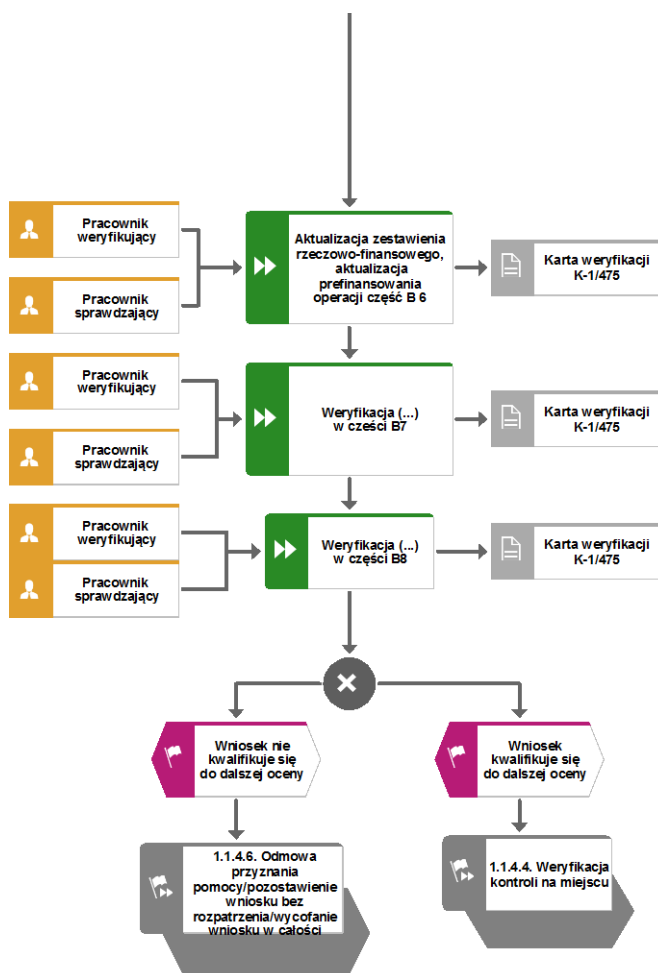 Pracownik
weryfikujący
Aktualizacja zestawienia
rzeczowo-finansowego,
aktualizacja
prefinansowania
operacji część B 6
Karta weryfikacji
K-1/475
Pracownik
sprawdzający
Pracownik
weryfikujący
Weryfikacja (...)
w cześci B7
Karta weryfikacji
K-1/475
Pracownik
sprawdzający
Pracownik
weryfikujący
Weryfikacja (...)
w części B8
Karta weryfikacji
K-1/475
Pracownik
sprawdzający
Wniosek nie
kwalifikuje się
do dalszej oceny
Wniosek
kwalifikuje się
do dalszej oceny
1.1.4.6. Odmowa
przyznania
pomocy/pozostawienie
wniosku bez
rozpatrzenia/wycofanie
wniosku w całości
1.1.4.4. Weryfikacja
kontroli na miejscu